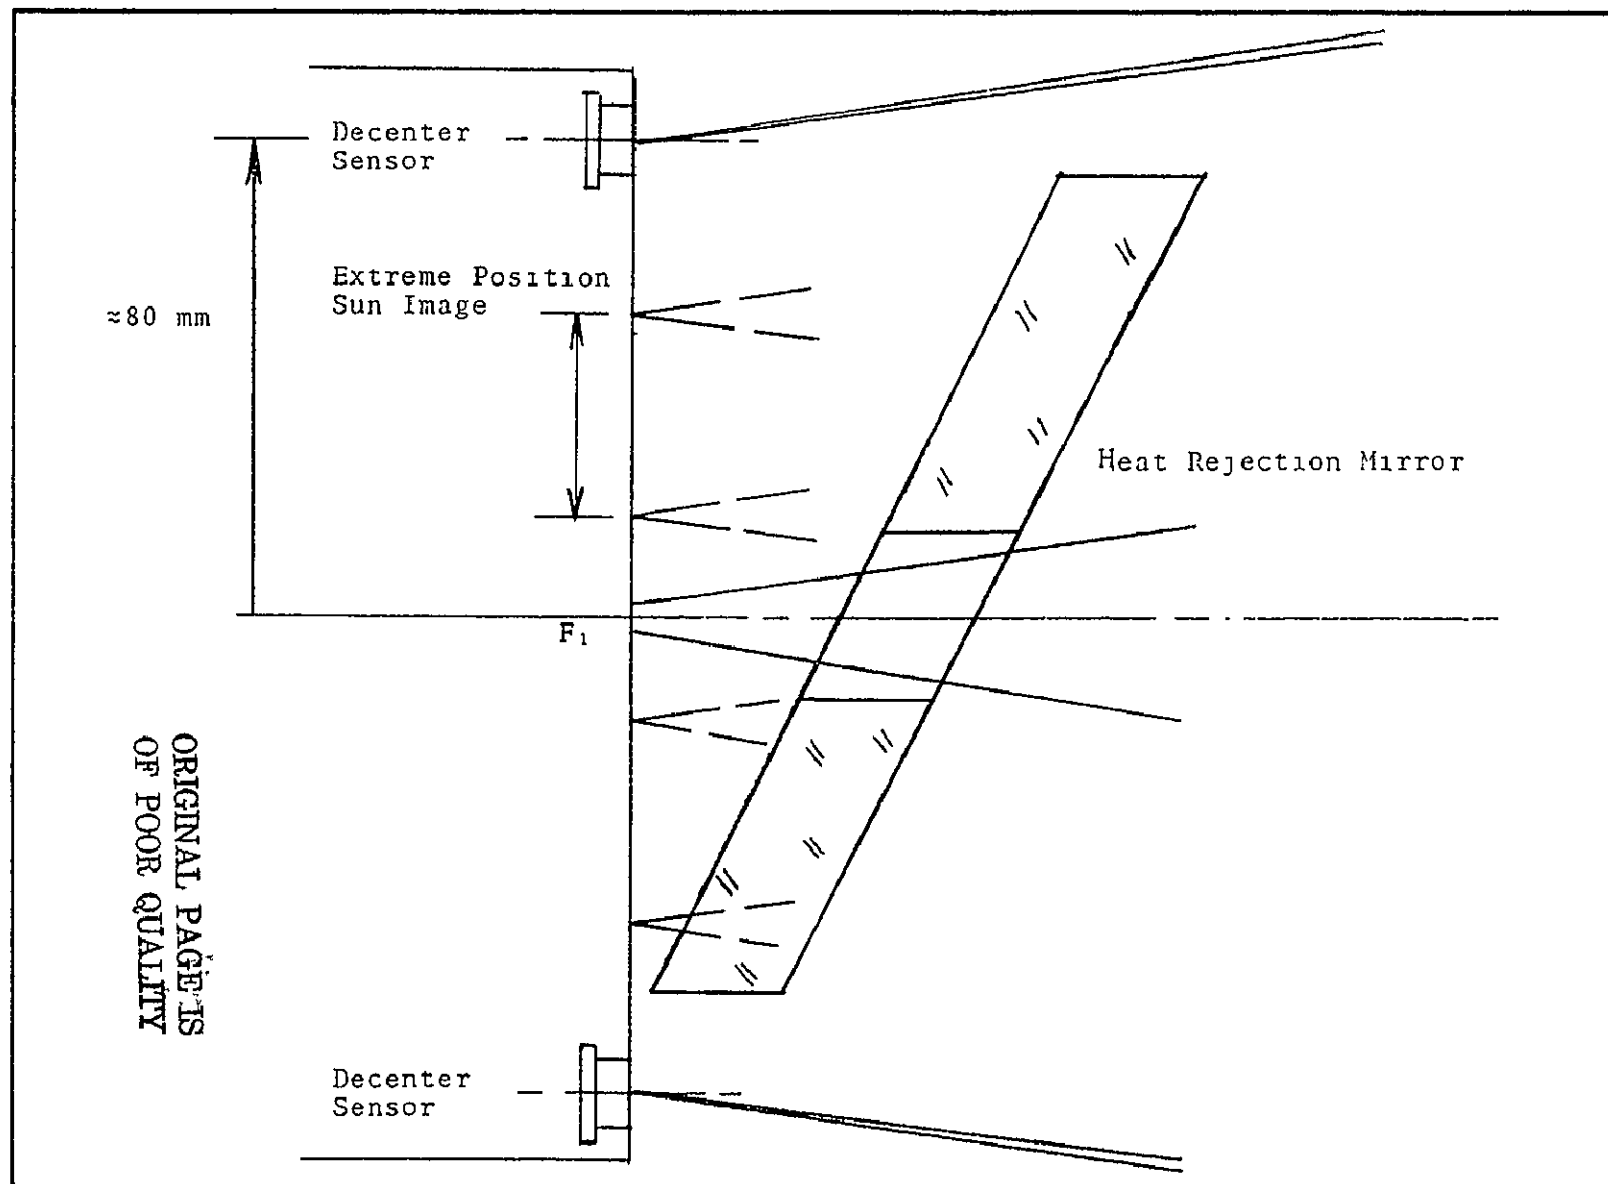 Decenter
Sensor
Extreme Position
Sun Image
≈80 mm
Heat Rejection Mirror
F₁
ORIGINAL PAGE IS
OF POOR QUALITY
Decenter
Sensor